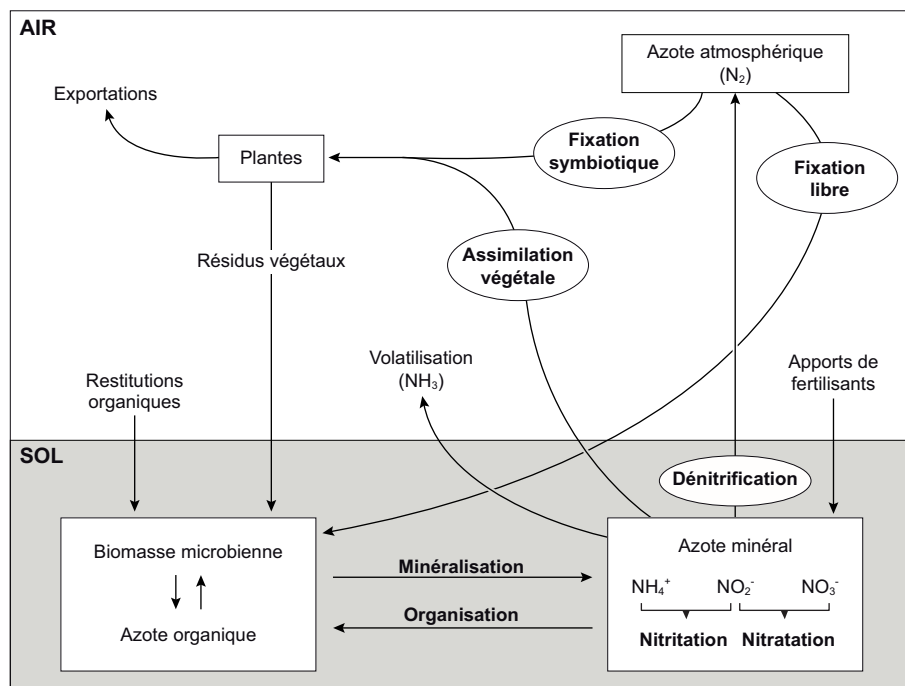 AIR
Azote atmosphérique
(N₂)
Exportations
Fixation
symbiotique
Plantes
Fixation
libre
Assimilation
végétale
Résidus végétaux
Volatilisation
(NH₃)
Apports de
fertilisants
Restitutions
organiques
SOL
Dénitrification
Biomasse microbienne
Azote organique
Minéralisation
Organisation
Azote minéral
NH₄⁺ NO₂⁻ NO₃⁻
Nitritation Nitratation